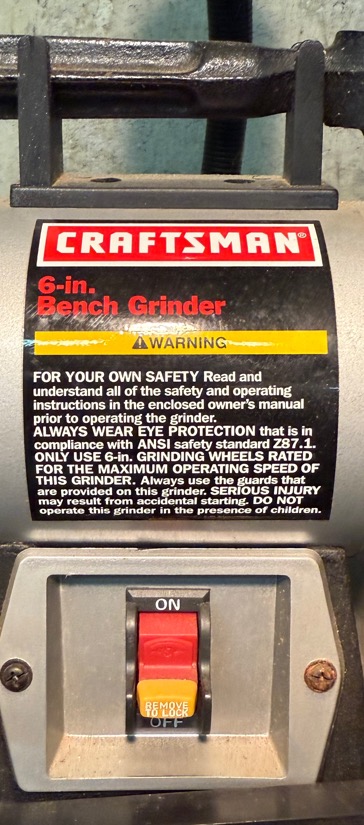 CRAFTSMAN®
6-in.
Bench Grinder
⚠WARNING
FOR YOUR OWN SAFETY Read and
understand all of the safety and operating
instructions in the enclosed owner's manual
prior to operating the grinder.
ALWAYS WEAR EYE PROTECTION that is in
compliance with ANSI safety standard Z87.1.
ONLY USE 6-in. GRINDING WHEELS RATED
FOR THE MAXIMUM OPERATING SPEED OF
THIS GRINDER. Always use the guards that
are provided on this grinder. SERIOUS INJURY
may result from accidental starting. DO NOT
operate this grinder in the presence of children.
ON
REMOVE
TO LOCK
OFF